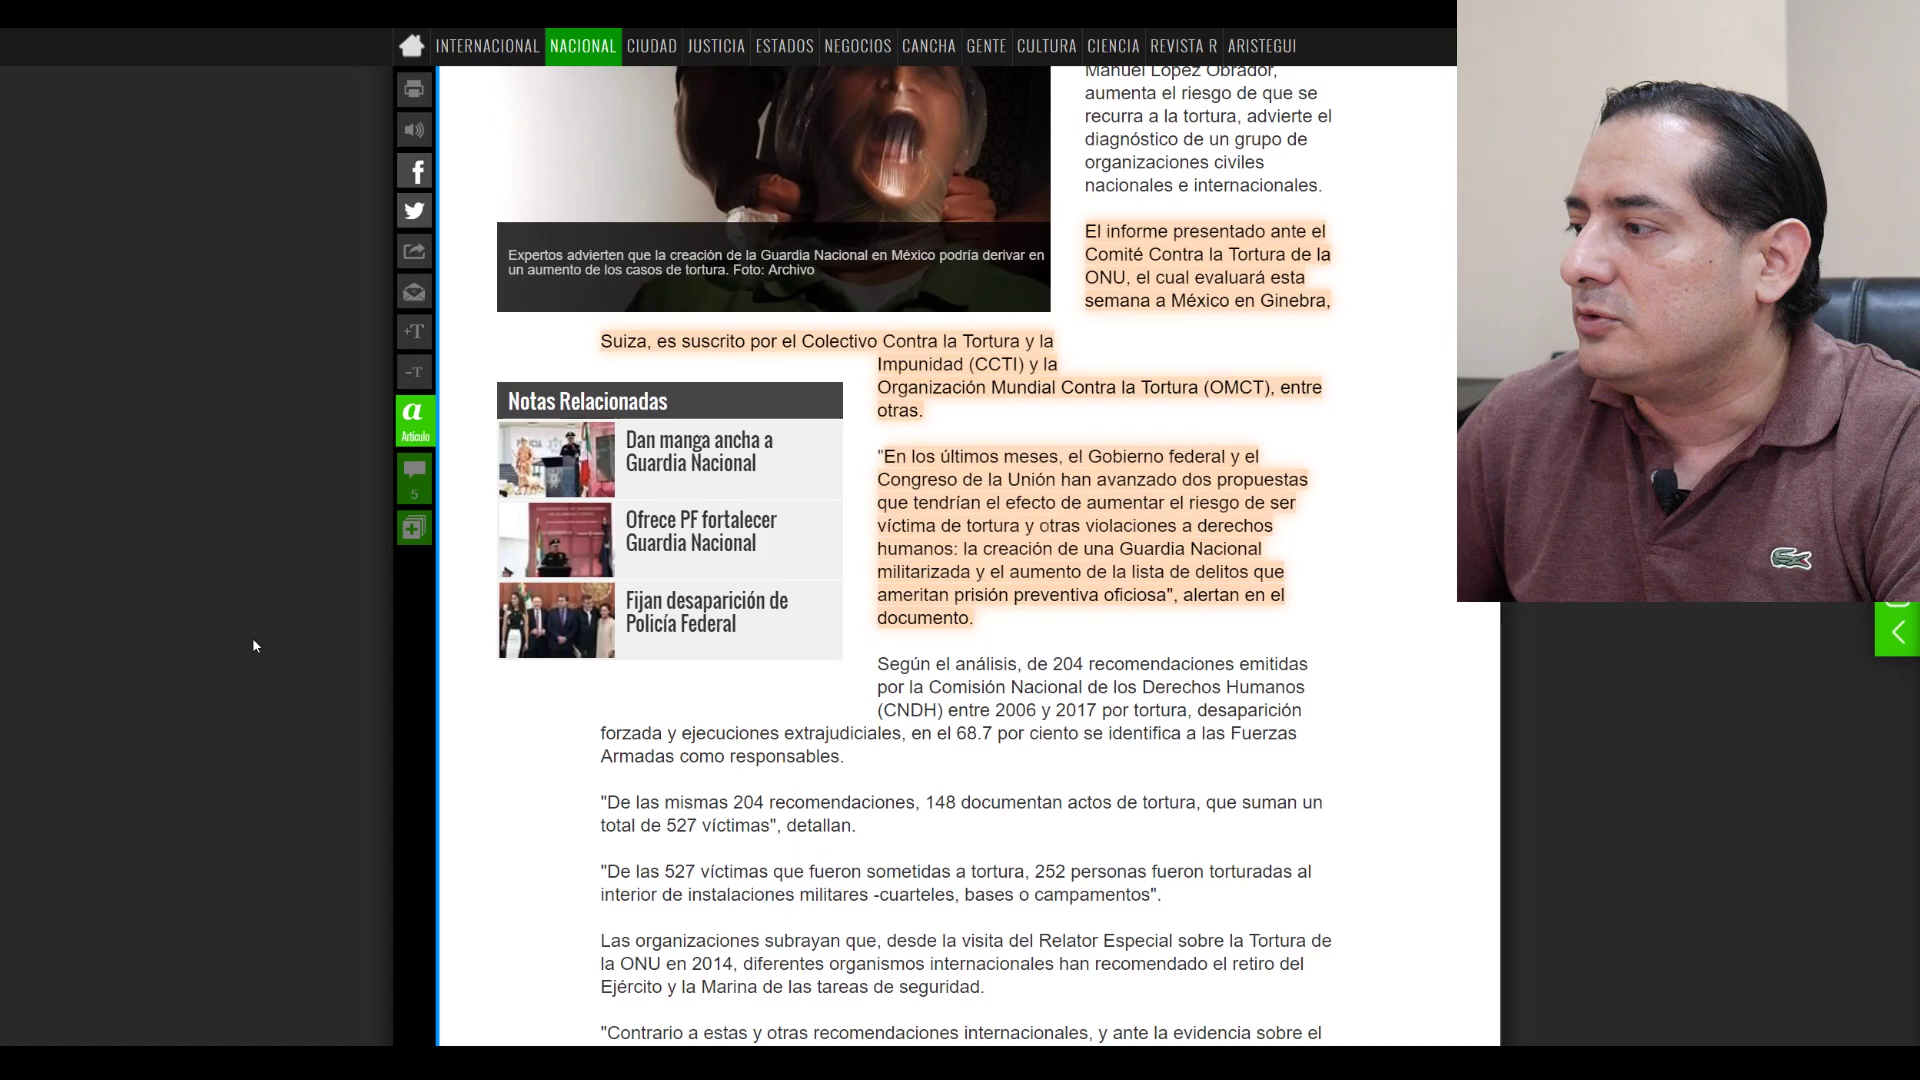 INTERNACIONAL NACIONAL CIUDAD JUSTICIA ESTADOS NEGOCIOS CANCHA GENTE CULTURA CIENCIA REVISTA R ARISTEGUI
Manuel López Obrador,
aumenta el riesgo de que se
recurra a la tortura, advierte el
diagnóstico de un grupo de
organizaciones civiles
nacionales e internacionales.
El informe presentado ante el
Comité Contra la Tortura de la
ONU, el cual evaluará esta
semana a México en Ginebra,
Expertos advierten que la creación de la Guardia Nacional en México podría derivar en
un aumento de los casos de tortura. Foto: Archivo
Suiza, es suscrito por el Colectivo Contra la Tortura y la
Impunidad (CCTI) y la
Organización Mundial Contra la Tortura (OMCT), entre
otras.
"En los últimos meses, el Gobierno federal y el
Congreso de la Unión han avanzado dos propuestas
que tendrían el efecto de aumentar el riesgo de ser
víctima de tortura y otras violaciones a derechos
humanos: la creación de una Guardia Nacional
militarizada y el aumento de la lista de delitos que
ameritan prisión preventiva oficiosa", alertan en el
documento.
Notas Relacionadas
Dan manga ancha a
Guardia Nacional
Ofrece PF fortalecer
Guardia Nacional
Fijan desaparición de
Policía Federal
+T
-T
a
Artículo
5
Según el análisis, de 204 recomendaciones emitidas
por la Comisión Nacional de los Derechos Humanos
(CNDH) entre 2006 y 2017 por tortura, desaparición
forzada y ejecuciones extrajudiciales, en el 68.7 por ciento se identifica a las Fuerzas
Armadas como responsables.
"De las mismas 204 recomendaciones, 148 documentan actos de tortura, que suman un
total de 527 víctimas", detallan.
"De las 527 víctimas que fueron sometidas a tortura, 252 personas fueron torturadas al
interior de instalaciones militares -cuarteles, bases o campamentos".
Las organizaciones subrayan que, desde la visita del Relator Especial sobre la Tortura de
la ONU en 2014, diferentes organismos internacionales han recomendado el retiro del
Ejército y la Marina de las tareas de seguridad.
"Contrario a estas y otras recomendaciones internacionales, y ante la evidencia sobre el